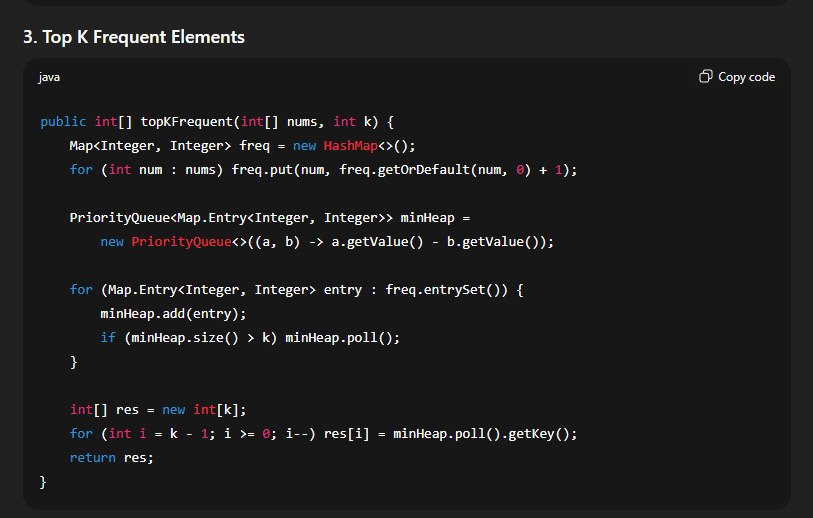 3. Top K Frequent Elements
java
Copy code
public int[] topKFrequent(int[] nums, int k) {
    Map<Integer, Integer> freq = new HashMap<>();
    for (int num : nums) freq.put(num, freq.getOrDefault(num, 0) + 1);
    PriorityQueue<Map.Entry<Integer, Integer>> minHeap =
        new PriorityQueue<>((a, b) -> a.getValue() - b.getValue());
    for (Map.Entry<Integer, Integer> entry : freq.entrySet()) {
        minHeap.add(entry);
        if (minHeap.size() > k) minHeap.poll();
    }
    int[] res = new int[k];
    for (int i = k - 1; i >= 0; i--) res[i] = minHeap.poll().getKey();
    return res;
}